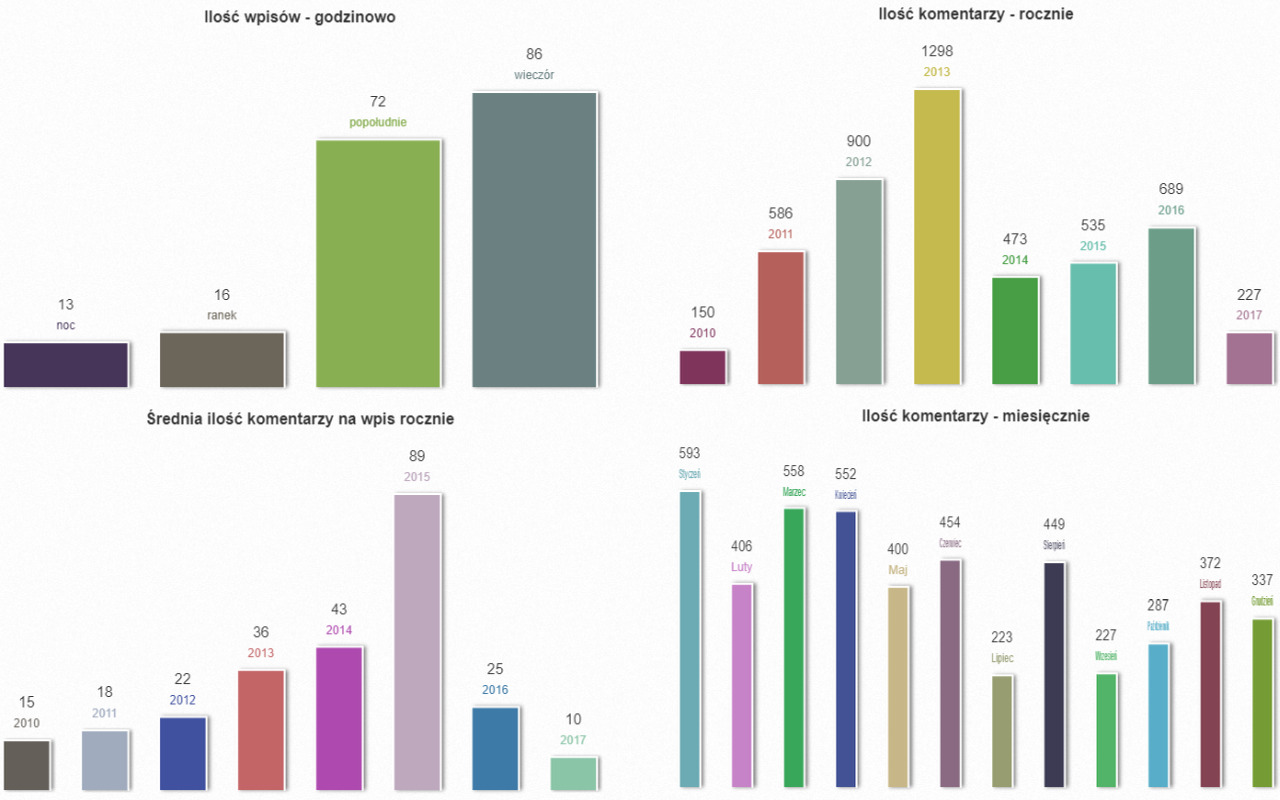 Ilość wpisów - godzinowo
86
wieczór
72
popołudnie
16
ranek
13
noc
Ilość komentarzy - rocznie
1298
2013
900
2012
689
2016
586
2011
535
2015
473
2014
227
2017
150
2010
Średnia ilość komentarzy na wpis rocznie
89
2015
43
2014
36
2013
25
2016
22
2012
18
2011
15
2010
10
2017
Ilość komentarzy - miesięcznie
593
Styczeń
558
Marzec
552
Kwiecień
454
Czerwiec
449
Sierpień
406
Luty
400
Maj
372
Listopad
337
Grudzień
287
Październik
227
Wrzesień
223
Lipiec